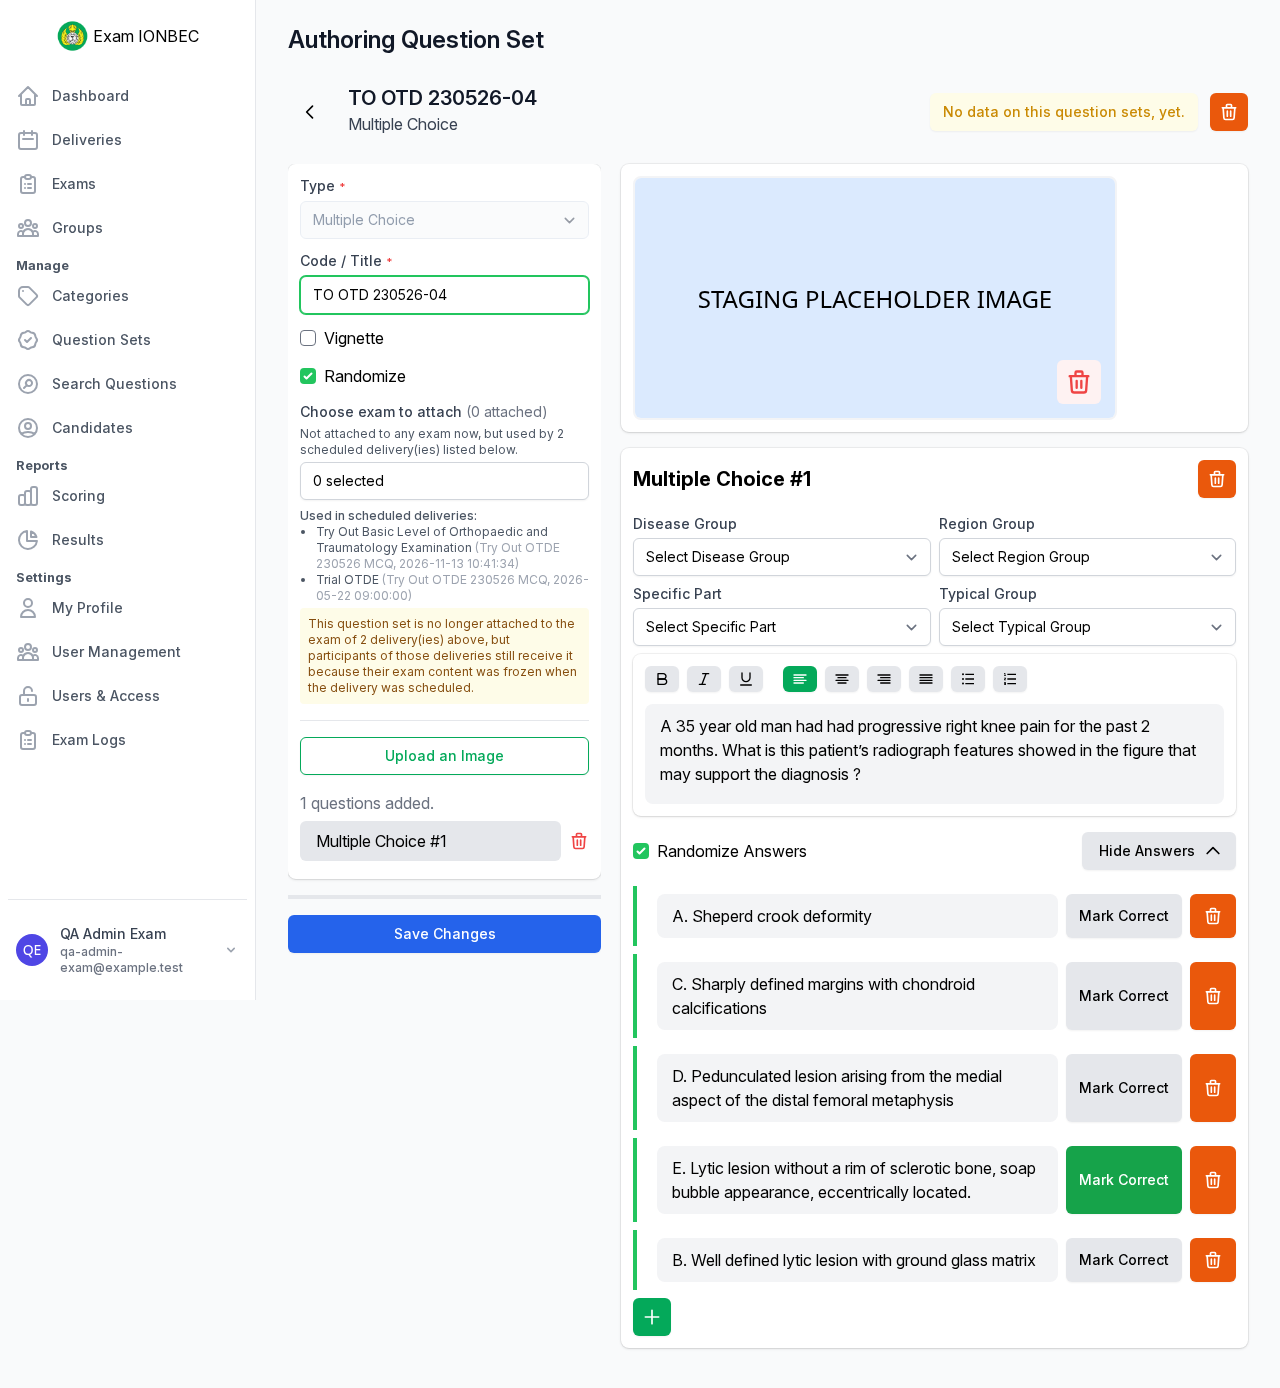 Exam IONBEC
Dashboard
Deliveries
Exams
Groups
Manage
Categories
Question Sets
Search Questions
Candidates
Reports
Scoring
Results
Settings
My Profile
User Management
Users & Access
Exam Logs
QE
QA Admin Exam
qa-admin-
exam@example.test
Authoring Question Set
TO OTD 230526-04
Multiple Choice
No data on this question sets, yet.
Type *
Multiple Choice
Code / Title *
TO OTD 230526-04
Vignette
Randomize
Choose exam to attach (0 attached)
Not attached to any exam now, but used by 2
scheduled delivery(ies) listed below.
0 selected
Used in scheduled deliveries:
• Try Out Basic Level of Orthopaedic and
Traumatology Examination (Try Out OTDE
230526 MCQ, 2026-11-13 10:41:34)
• Trial OTDE (Try Out OTDE 230526 MCQ, 2026-
05-22 09:00:00)
This question set is no longer attached to the
exam of 2 delivery(ies) above, but
participants of those deliveries still receive it
because their exam content was frozen when
the delivery was scheduled.
Upload an Image
1 questions added.
Multiple Choice #1
Save Changes
STAGING PLACEHOLDER IMAGE
Multiple Choice #1
Disease Group
Region Group
Select Disease Group
Select Region Group
Specific Part
Typical Group
Select Specific Part
Select Typical Group
A 35 year old man had had progressive right knee pain for the past 2
months. What is this patient’s radiograph features showed in the figure that
may support the diagnosis ?
Randomize Answers
Hide Answers
A. Sheperd crook deformity
Mark Correct
C. Sharply defined margins with chondroid
calcifications
Mark Correct
D. Pedunculated lesion arising from the medial
aspect of the distal femoral metaphysis
Mark Correct
E. Lytic lesion without a rim of sclerotic bone, soap
bubble appearance, eccentrically located.
Mark Correct
B. Well defined lytic lesion with ground glass matrix
Mark Correct